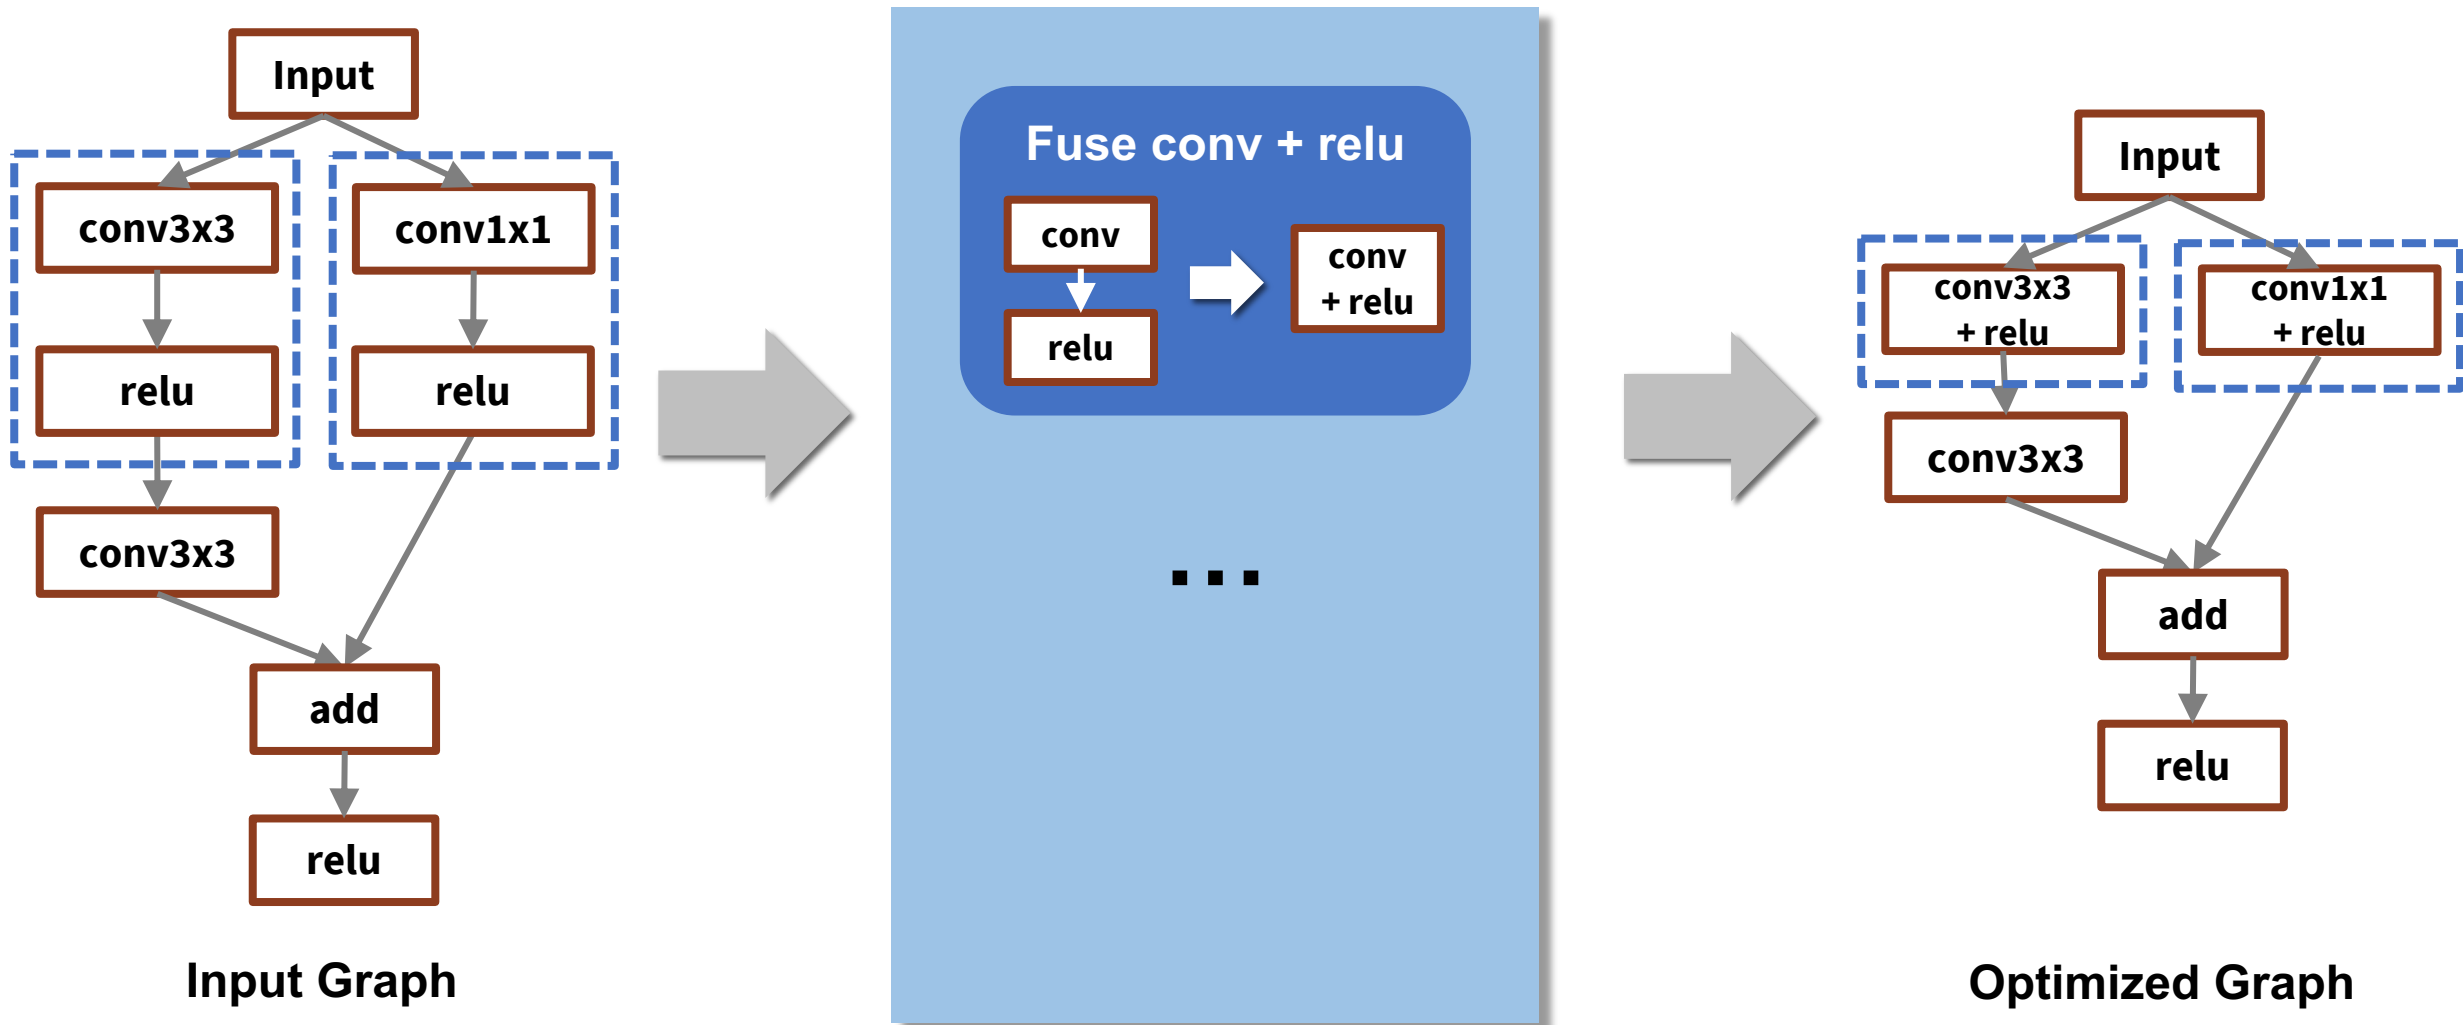 Input
conv3x3
conv1x1
relu
relu
conv3x3
add
relu
Input Graph
Fuse conv + relu
conv
relu
conv
+ relu
...
Input
conv3x3
+ relu
conv1x1
+ relu
conv3x3
add
relu
Optimized Graph